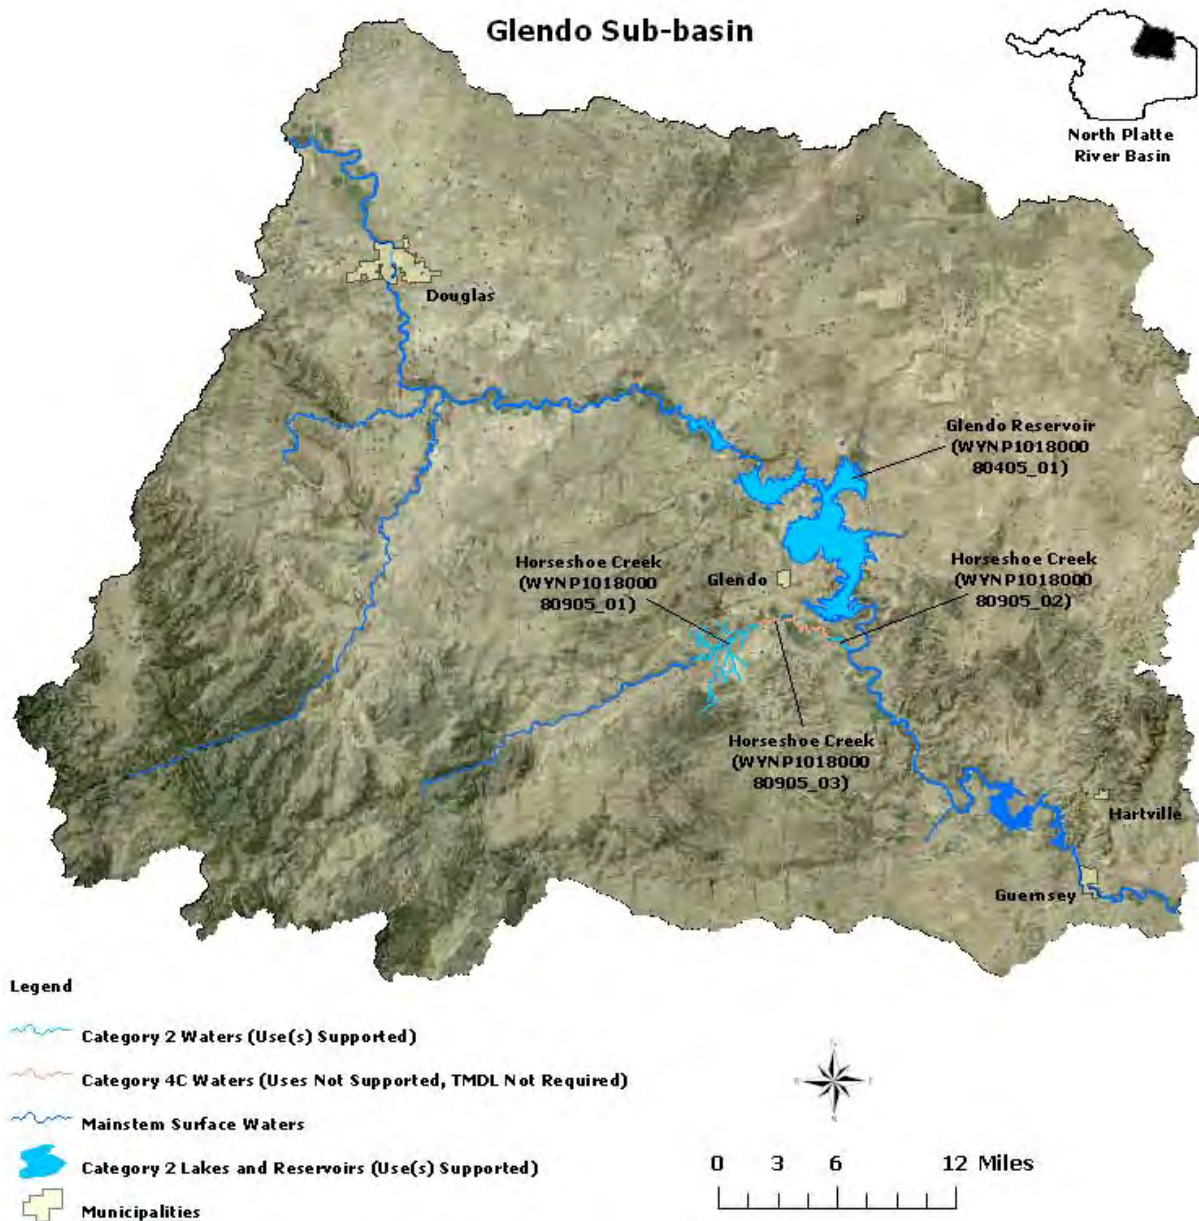 Glendo Sub-basin
North Platte
River Basin
Douglas
Glendo Reservoir
(WYNP1018000
80405_01)
Horseshoe Creek
(WYNP1018000
80905_01)
Glendo
Horseshoe Creek
(WYNP1018000
80905_02)
Horseshoe Creek
(WYNP1018000
80905_03)
Hartville
Guernsey
Legend
Category 2 Waters (Use(s) Supported)
Category 4C Waters (Uses Not Supported, TMDL Not Required)
Mainstem Surface Waters
Category 2 Lakes and Reservoirs (Use(s) Supported)
Municipalities
0 3 6 12 Miles